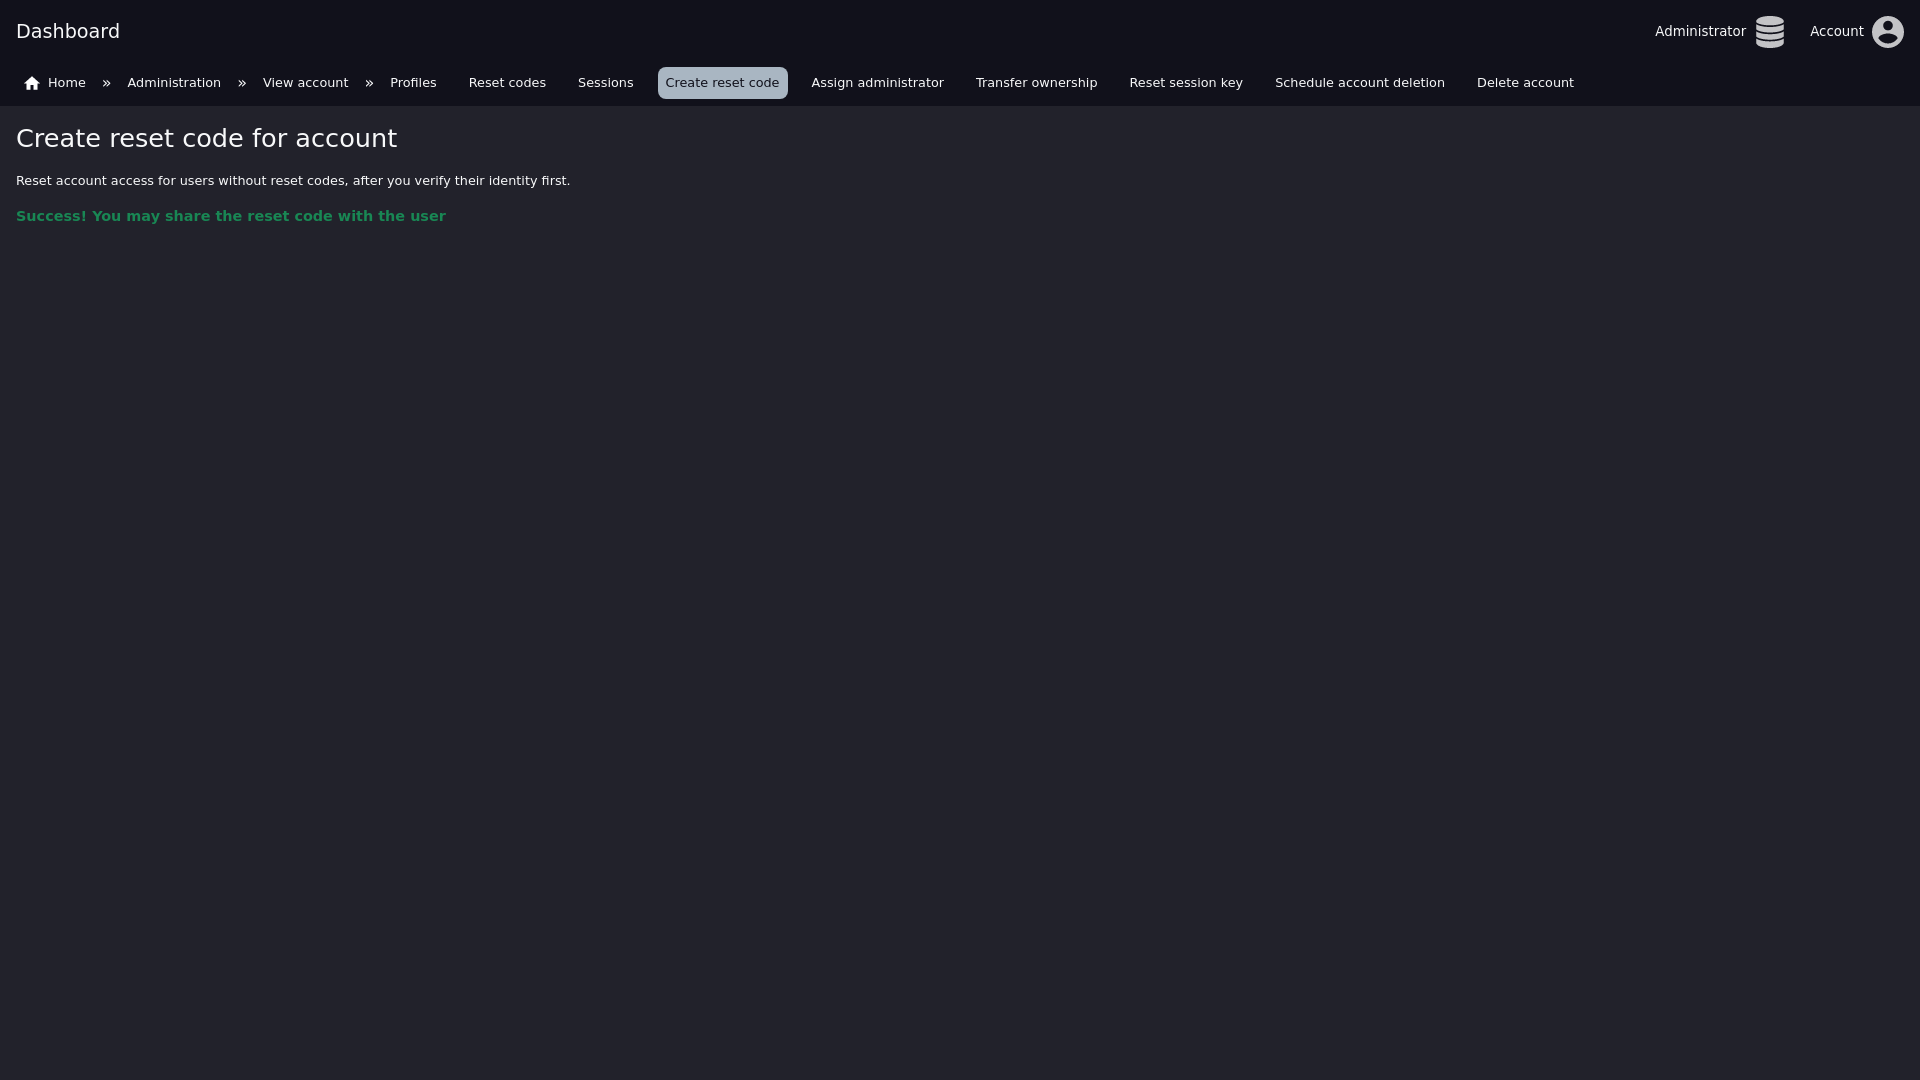 Dashboard
Administrator
Account
Home » Administration » View account » Profiles Reset codes Sessions Create reset code Assign administrator Transfer ownership Reset session key Schedule account deletion Delete account
Create reset code for account
Reset account access for users without reset codes, after you verify their identity first.
Success! You may share the reset code with the user